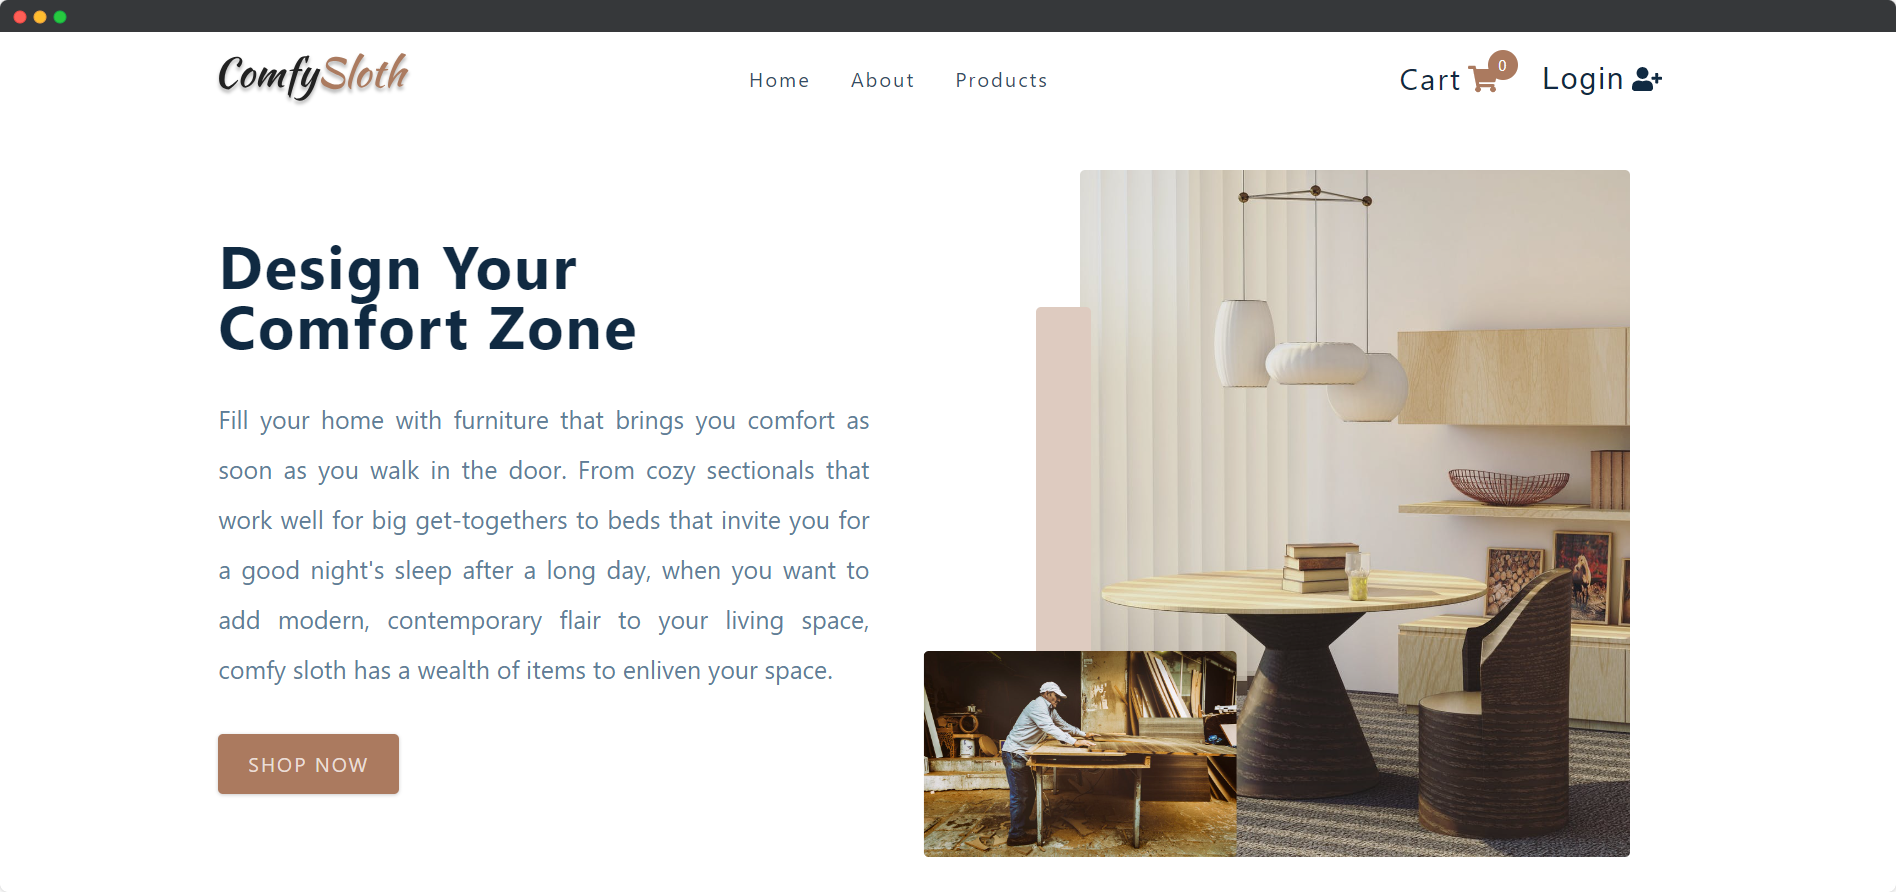 ComfySloth
Home About Products
Cart 0 Login
Design Your
Comfort Zone
Fill your home with furniture that brings you comfort as
soon as you walk in the door. From cozy sectionals that
work well for big get-togethers to beds that invite you for
a good night's sleep after a long day, when you want to
add modern, contemporary flair to your living space,
comfy sloth has a wealth of items to enliven your space.
SHOP NOW